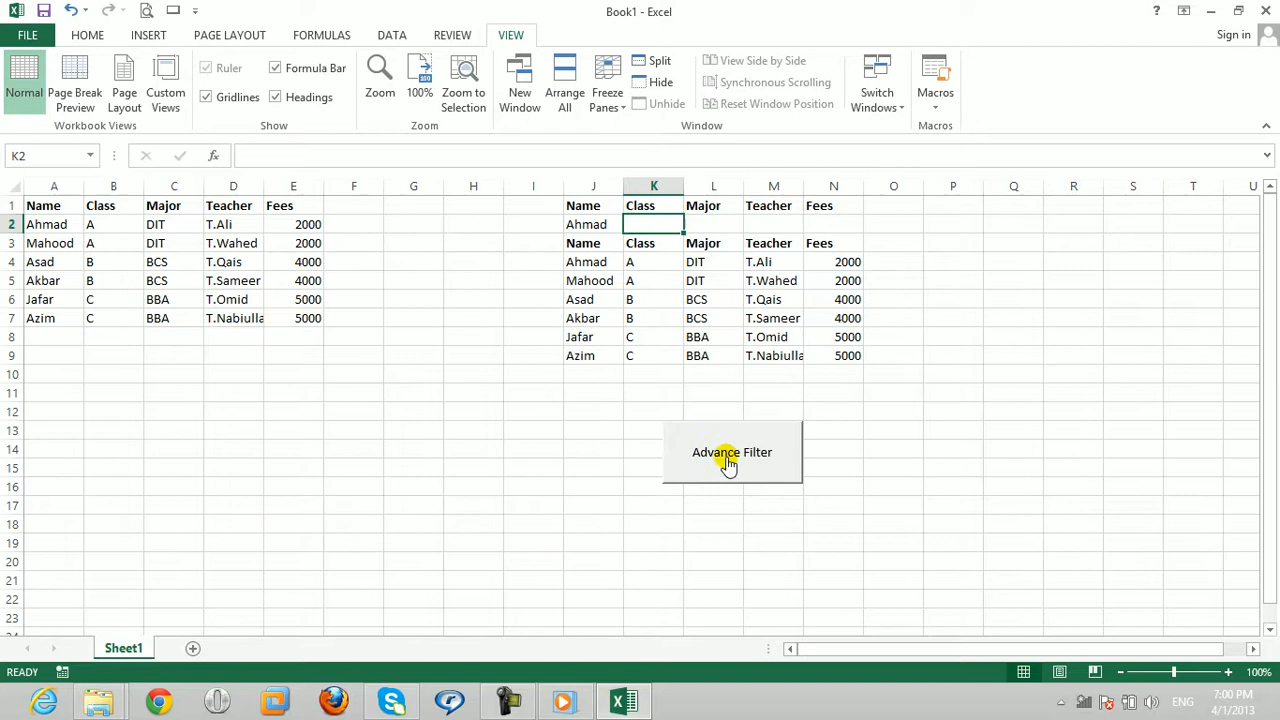 Book1 - Excel
FILE HOME INSERT PAGE LAYOUT FORMULAS DATA REVIEW VIEW Sign in
Normal Page Break Preview Page Layout Custom Views
Workbook Views
Ruler Formula Bar
Gridlines Headings
Show
Zoom 100% Zoom to Selection
Zoom
New Window Arrange All Freeze Panes
Split
Hide
Unhide
View Side by Side
Synchronous Scrolling
Reset Window Position
Window
Switch Windows
Macros
Macros
K2 fx
A B C D E F G H I J K L M N O P Q R S T U
1 Name Class Major Teacher Fees Name Class Major Teacher Fees
2 Ahmad A DIT T.Ali 2000 Ahmad
3 Mahood A DIT T.Wahed 2000 Name Class Major Teacher Fees
4 Asad B BCS T.Qais 4000 Ahmad A DIT T.Ali 2000
5 Akbar B BCS T.Sameer 4000 Mahood A DIT T.Wahed 2000
6 Jafar C BBA T.Omid 5000 Asad B BCS T.Qais 4000
7 Azim C BBA T.Nabiulla 5000 Akbar B BCS T.Sameer 4000
8 Jafar C BBA T.Omid 5000
9 Azim C BBA T.Nabiulla 5000
10
11
12
13
14 Advance Filter
15
16
17
18
19
20
21
22
23
24
Sheet1
READY 100%
ENG 7:00 PM
4/1/2013